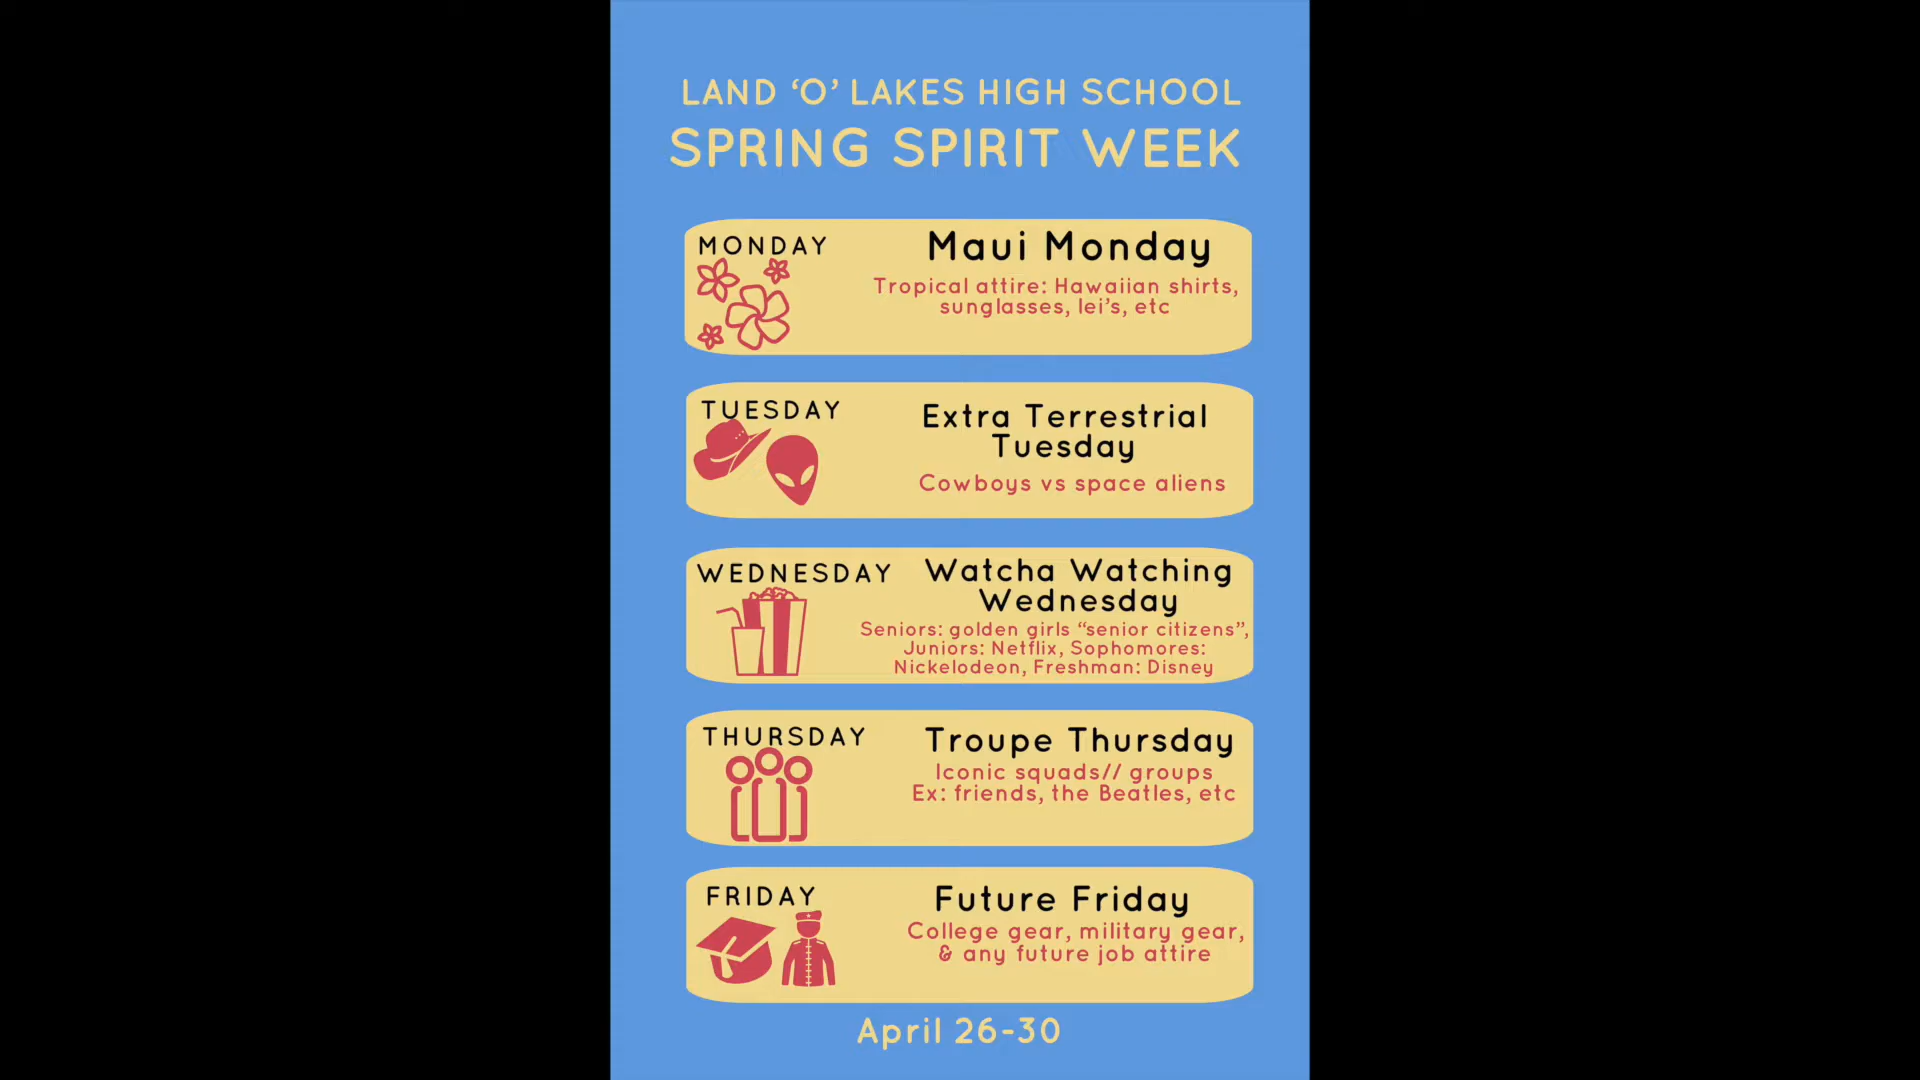 LAND ‘O’ LAKES HIGH SCHOOL
SPRING SPIRIT WEEK
MONDAY
Maui Monday
Tropical attire: Hawaiian shirts,
sunglasses, lei’s, etc
TUESDAY
Extra Terrestrial
Tuesday
Cowboys vs space aliens
WEDNESDAY
Watcha Watching
Wednesday
Seniors: golden girls “senior citizens”,
Juniors: Netflix, Sophomores:
Nickelodeon, Freshman: Disney
THURSDAY
Troupe Thursday
Iconic squads// groups
Ex: friends, the Beatles, etc
FRIDAY
Future Friday
College gear, military gear,
& any future job attire
April 26-30